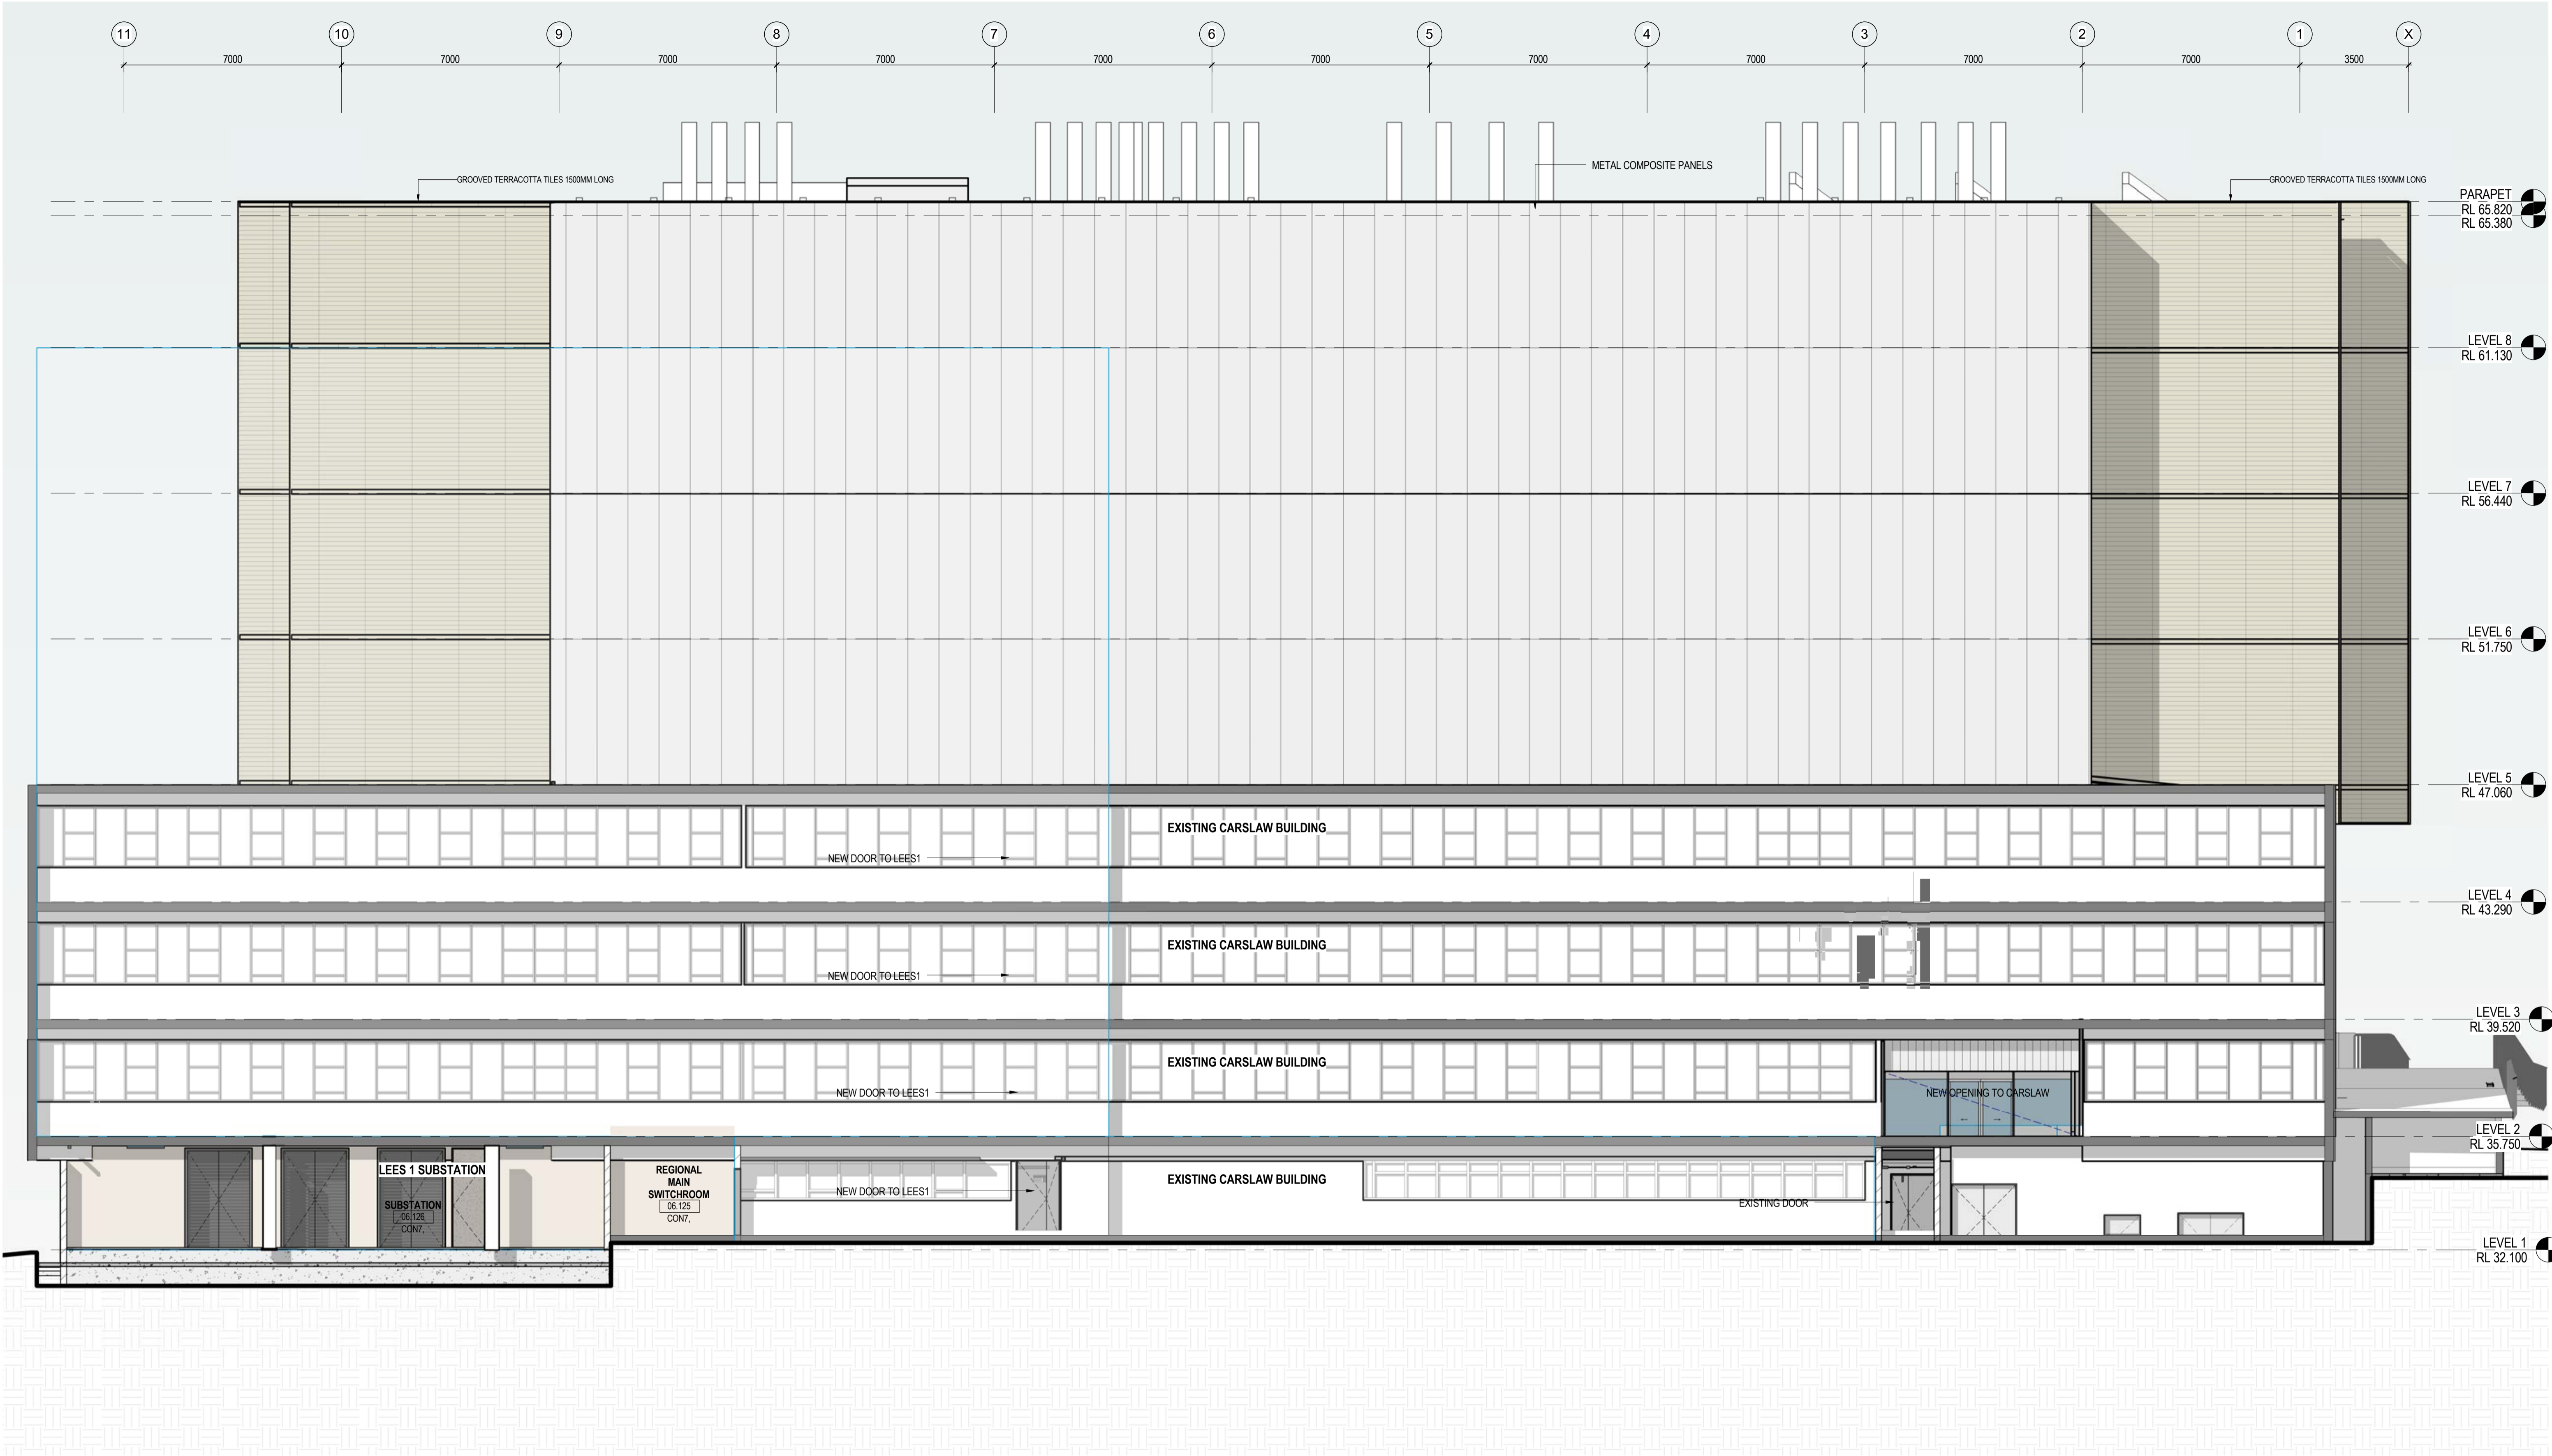 11 10 9 8 7 6 5 4 3 2 1 X
7000 7000 7000 7000 7000 7000 7000 7000 7000 7000 3500
METAL COMPOSITE PANELS
GROOVED TERRACOTTA TILES 1500MM LONG
GROOVED TERRACOTTA TILES 1500MM LONG
PARAPET
RL 65.820
RL 65.380
LEVEL 8
RL 61.130
LEVEL 7
RL 56.440
LEVEL 6
RL 51.750
LEVEL 5
RL 47.060
EXISTING CARSLAW BUILDING
NEW DOOR TO LEES1
LEVEL 4
RL 43.290
EXISTING CARSLAW BUILDING
NEW DOOR TO LEES1
LEVEL 3
RL 39.520
EXISTING CARSLAW BUILDING
NEW DOOR TO LEES1
NEW OPENING TO CARSLAW
LEVEL 2
RL 35.750
LEES 1 SUBSTATION
SUBSTATION
06.126
CON7,
REGIONAL
MAIN
SWITCHROOM
06.125
CON7,
NEW DOOR TO LEES1
EXISTING CARSLAW BUILDING
EXISTING DOOR
LEVEL 1
RL 32.100